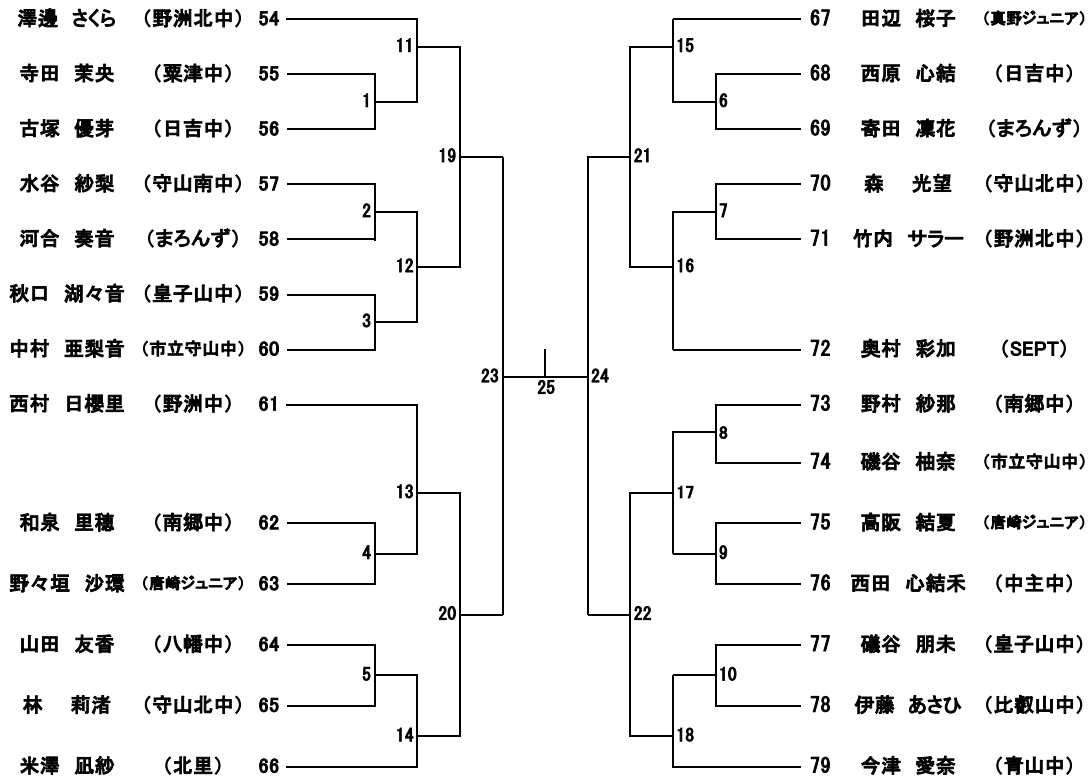 澤邊 さくら (野洲北中) 54
寺田 茉央 (粟津中) 55
古塚 優芽 (日吉中) 56
水谷 紗梨 (守山南中) 57
河合 奏音 (まろんず) 58
秋口 湖々音 (皇子山中) 59
中村 亜梨音 (市立守山中) 60
西村 日櫻里 (野洲中) 61
和泉 里穂 (南郷中) 62
野々垣 沙環 (唐崎ジュニア) 63
山田 友香 (八幡中) 64
林 莉渚 (守山北中) 65
米澤 凪紗 (北里) 66
11
1
19
2
12
3
23
13
4
20
5
14
25
67 田辺 桜子 (真野ジュニア)
68 西原 心結 (日吉中)
69 寄田 凜花 (まろんず)
70 森 光望 (守山北中)
71 竹内 サラー (野洲北中)
72 奥村 彩加 (SEPT)
73 野村 紗那 (南郷中)
74 磯谷 柚奈 (市立守山中)
75 高阪 結夏 (唐崎ジュニア)
76 西田 心結禾 (中主中)
77 磯谷 朋未 (皇子山中)
78 伊藤 あさひ (比叡山中)
79 今津 愛奈 (青山中)
15
6
21
7
16
24
8
17
9
22
10
18